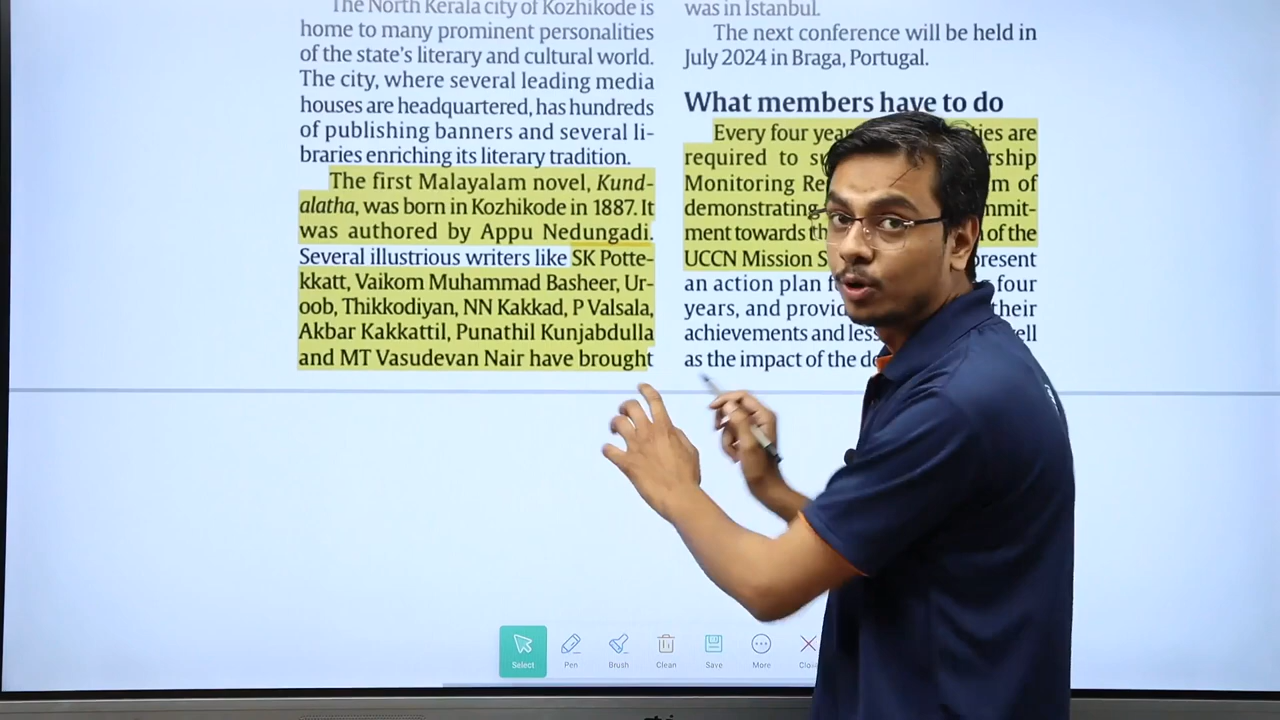 The North Kerala city of Kozhikode is
home to many prominent personalities
of the state's literary and cultural world.
The city, where several leading media
houses are headquartered, has hundreds
of publishing banners and several li-
braries enriching its literary tradition.
The first Malayalam novel, Kund-
alatha, was born in Kozhikode in 1887. It
was authored by Appu Nedungadi.
Several illustrious writers like SK Potte-
kkatt, Vaikom Muhammad Basheer, Ur-
oob, Thikkodiyan, NN Kakkad, P Valsala,
Akbar Kakkattil, Punathil Kunjabdulla
and MT Vasudevan Nair have brought
was in Istanbul.
The next conference will be held in
July 2024 in Braga, Portugal.
What members have to do
Every four are
required to
Monitoring of
demonstrating
ment towards of the
UCCN Mission present
an action plan four
years, and their
achievements and
as the impact of the
Select
Pen
Brush
Clean
Save
More